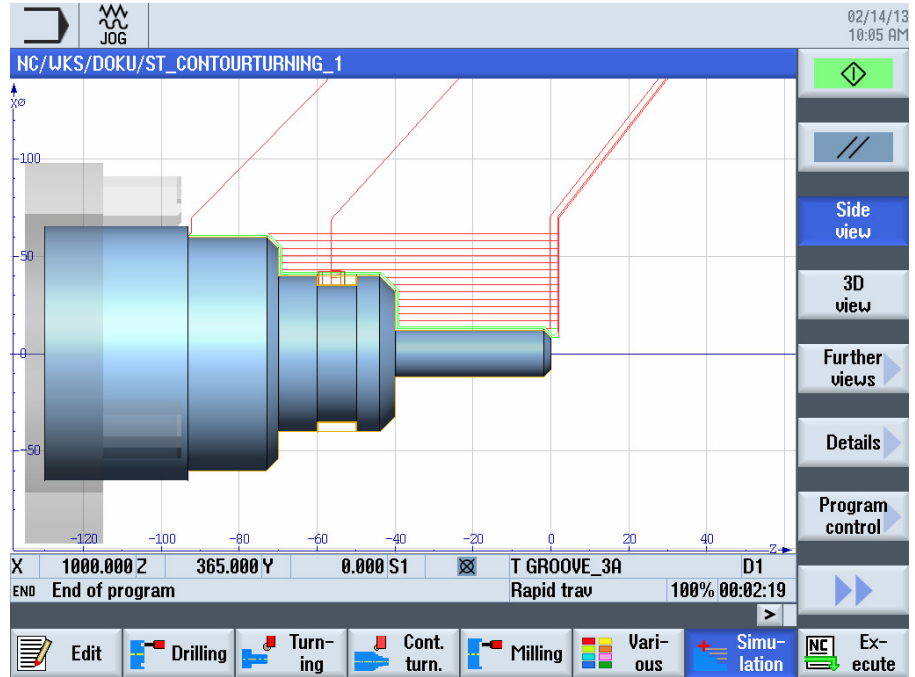 JOG
02/14/13
10:05 AM
NC/WKS/DOKU/ST_CONTOURTURNING_1
XØ
100
50
0
-50
-120 -100 -80 -60 -40 -20 0 20 40 Z
X 1000.000 Z 365.000 Y 0.000 S1 T GROOVE_3A D1
END End of program Rapid trav 100% 00:02:19
>
Side
view
3D
view
Further
views
Details
Program
control
Edit
Drilling
Turn-
ing
Cont.
turn.
Milling
Vari-
ous
Simu-
lation
NC
Ex-
ecute